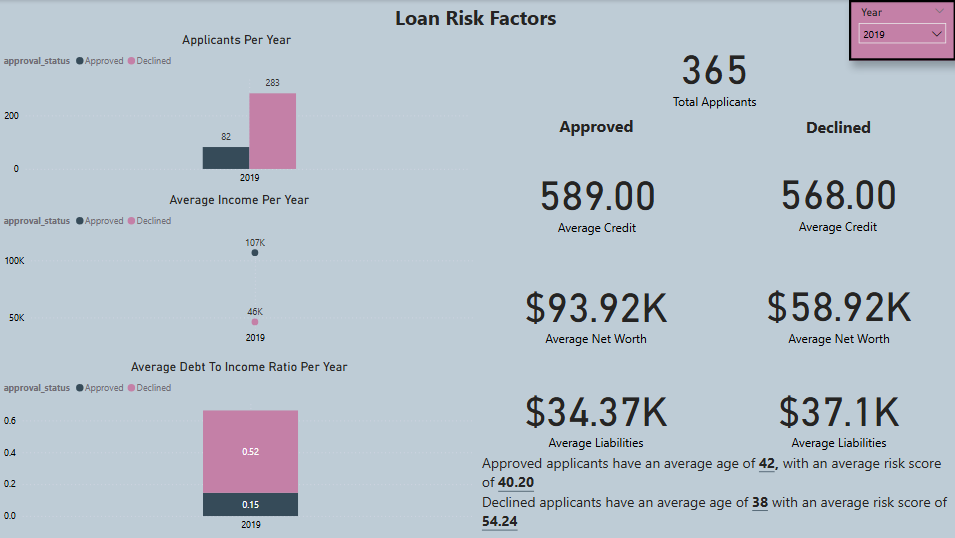 Loan Risk Factors
Year
2019
Applicants Per Year
approval_status Approved Declined
283
200
82
0
2019
Average Income Per Year
approval_status Approved Declined
107K
100K
46K
50K
2019
Average Debt To Income Ratio Per Year
approval_status Approved Declined
0.6
0.52
0.4
0.2
0.15
0.0
2019
365
Total Applicants
Approved
Declined
589.00
Average Credit
568.00
Average Credit
$93.92K
Average Net Worth
$58.92K
Average Net Worth
$34.37K
Average Liabilities
$37.1K
Average Liabilities
Approved applicants have an average age of 42, with an average risk score
of 40.20
Declined applicants have an average age of 38 with an average risk score of
54.24